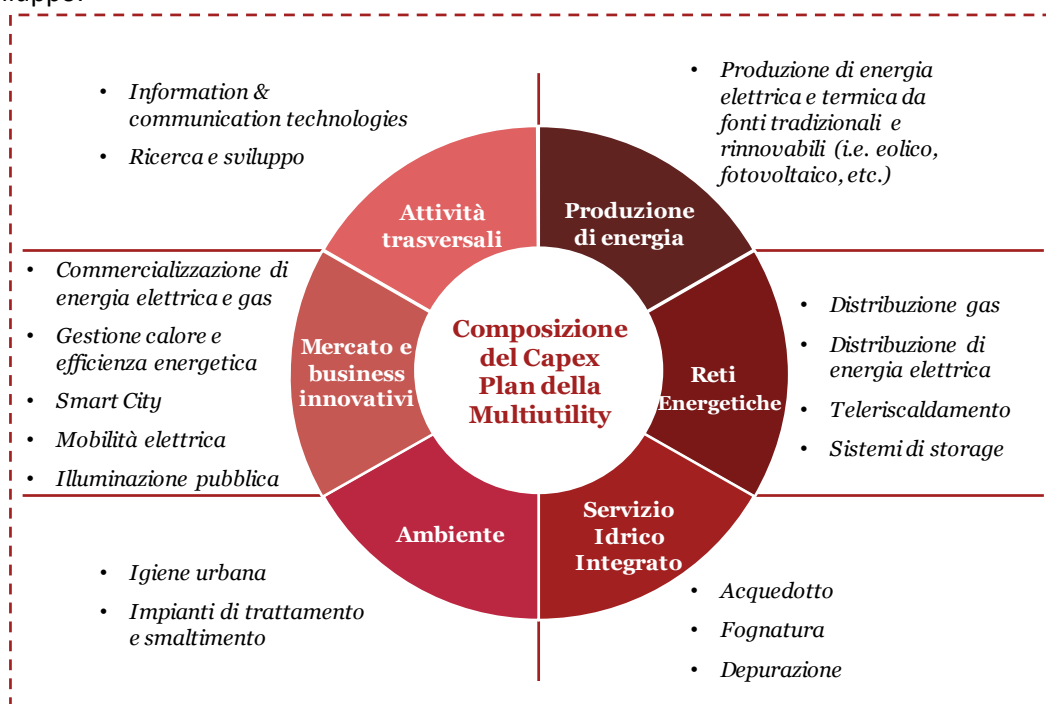 • Information &
communication technologies
• Ricerca e sviluppo
• Produzione di energia
elettrica e termica da
fonti tradizionali e
rinnovabili (i.e. eolico,
fotovoltaico, etc.)
Attività
trasversali
Produzione
di energia
• Commercializzazione di
energia elettrica e gas
• Gestione calore e
efficienza energetica
• Smart City
• Mobilità elettrica
• Illuminazione pubblica
Mercato e
business
innovativi
Composizione
del Capex
Plan della
Multiutility
Reti
Energetiche
• Distribuzione gas
• Distribuzione di
energia elettrica
• Teleriscaldamento
• Sistemi di storage
Ambiente
Servizio
Idrico
Integrato
• Igiene urbana
• Impianti di trattamento
e smaltimento
• Acquedotto
• Fognatura
• Depurazione